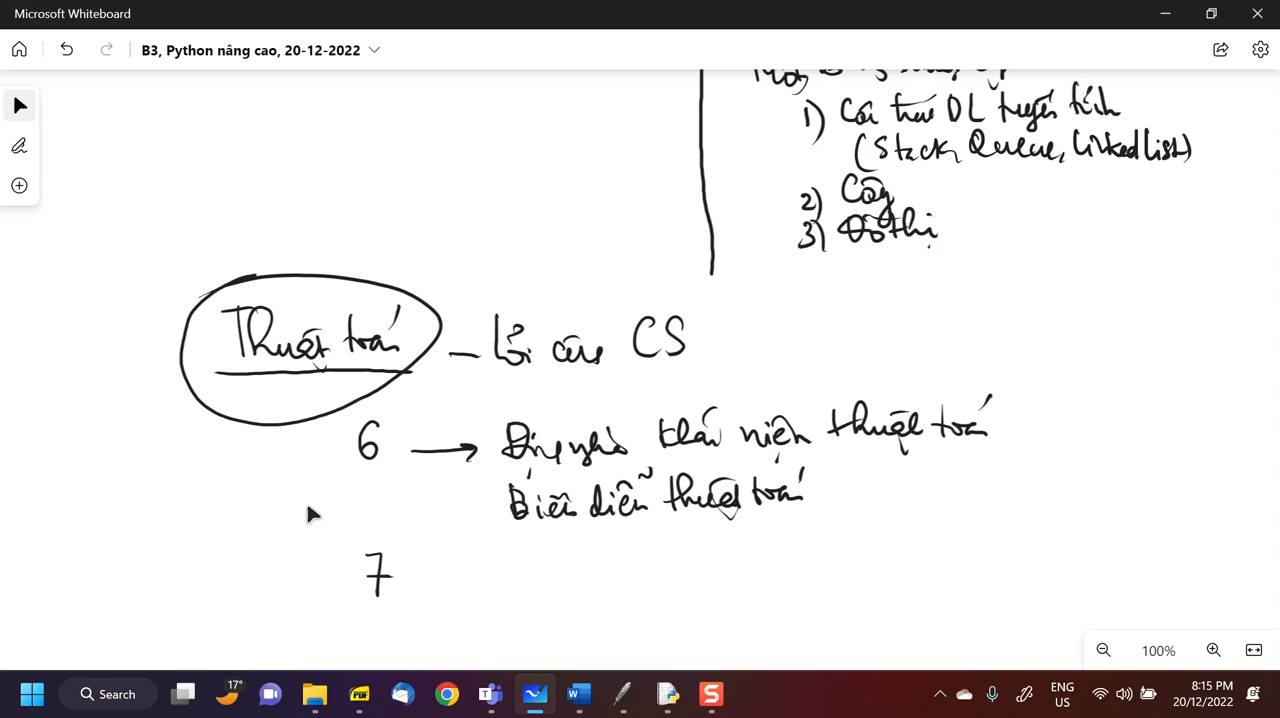 Microsoft Whiteboard
B3, Python nâng cao, 20-12-2022
1) Cấu trúc DL tuyến tính
(Stack, Queue, Linked list)
2) Cây
3) Đồ thị
Thuật toán – Lõi của CS
6 → Định nghĩa khái niệm thuật toán
Biểu diễn thuật toán
7
100%
17°
Search
ENG
US
8:15 PM
20/12/2022